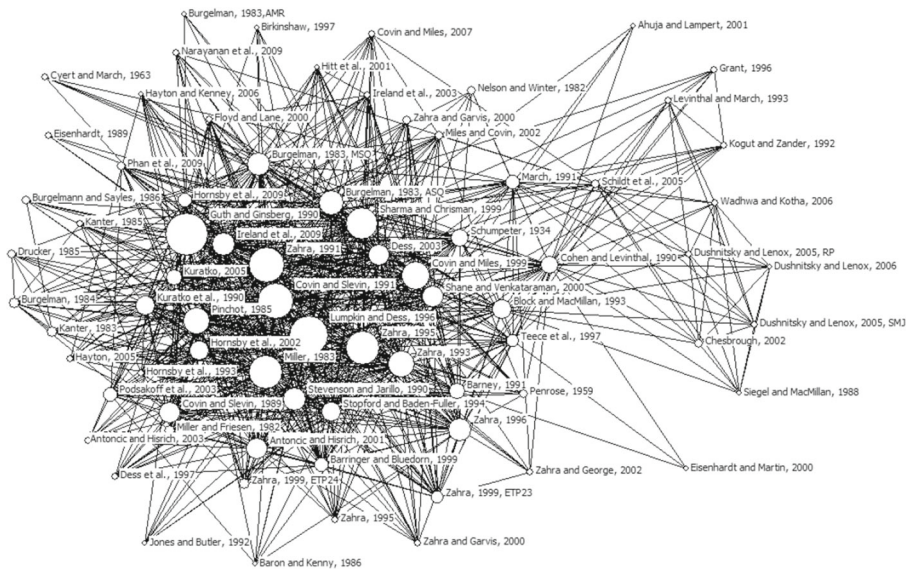 Burgelman, 1983,AMR
Birkinshaw, 1997
Ahuja and Lampert, 2001
Covin and Miles, 2007
Narayanan et al., 2009
Hitt et al., 2001
Grant, 1996
Cyert and March, 1963
Hayton and Kenney, 2006
Ireland et al., 2003
Nelson and Winter, 1982
Levinthal and March, 1993
Floyd and Lane, 2000
Zahra and Garvis, 2000
Eisenhardt, 1989
Miles and Covin, 2002
Kogut and Zander, 1992
Burgelman, 1983, MSO
Phan et al., 2009
March, 1991
Schildt et al., 2005
Hornsby et al., 2009
Burgelman, 1983, ASQ
Burgelmann and Sayles, 1986
Wadhwa and Kotha, 2006
Guth and Ginsberg, 1990
Sharma and Chrisman, 1999
Kanter, 1985
Ireland et al., 2009
Schumpeter, 1934
Zahra, 1991
Dess, 2003
Drucker, 1985
Dushnitsky and Lenox, 2005, RP
Cohen and Levinthal, 1990
Covin and Miles, 1999
Dushnitsky and Lenox, 2006
Kuratko, 2005
Covin and Slevin, 1991
Shane and Venkataraman, 2000
Burgelman, 1984
Kuratko et al., 1990
Block and MacMillan, 1993
Pinchot, 1985
Lumpkin and Dess, 1996
Dushnitsky and Lenox, 2005, SMJ
Kanter, 1983
Zahra, 1995
Teece et al., 1997
Chesbrough, 2002
Hornsby et al., 2002
Zahra, 1993
Hayton, 2005
Miller, 1983
Hornsby et al., 1993
Barney, 1991
Podsakoff et al., 2003
Stevenson and Jarillo, 1990
Penrose, 1959
Siegel and MacMillan, 1988
Covin and Slevin, 1989
Stopford and Baden-Fuller, 1994
Zahra, 1996
Miller and Friesen, 1982
Antoncic and Hisrich, 2003
Antoncic and Hisrich, 2001
Barringer and Bluedorn, 1999
Eisenhardt and Martin, 2000
Zahra and George, 2002
Dess et al., 1997
Zahra, 1999, ETP24
Zahra, 1999, ETP23
Zahra, 1995
Jones and Butler, 1992
Zahra and Garvis, 2000
Baron and Kenny, 1986